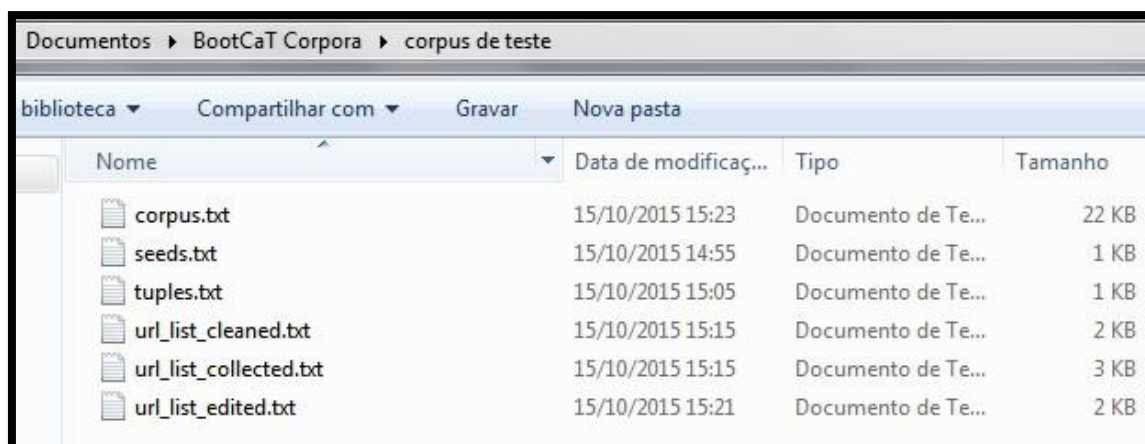 Documentos ▸ BootCaT Corpora ▸ corpus de teste
biblioteca ▾ Compartilhar com ▾ Gravar Nova pasta
Nome Data de modificaç... Tipo Tamanho
corpus.txt 15/10/2015 15:23 Documento de Te... 22 KB
seeds.txt 15/10/2015 14:55 Documento de Te... 1 KB
tuples.txt 15/10/2015 15:05 Documento de Te... 1 KB
url_list_cleaned.txt 15/10/2015 15:15 Documento de Te... 2 KB
url_list_collected.txt 15/10/2015 15:15 Documento de Te... 3 KB
url_list_edited.txt 15/10/2015 15:21 Documento de Te... 2 KB